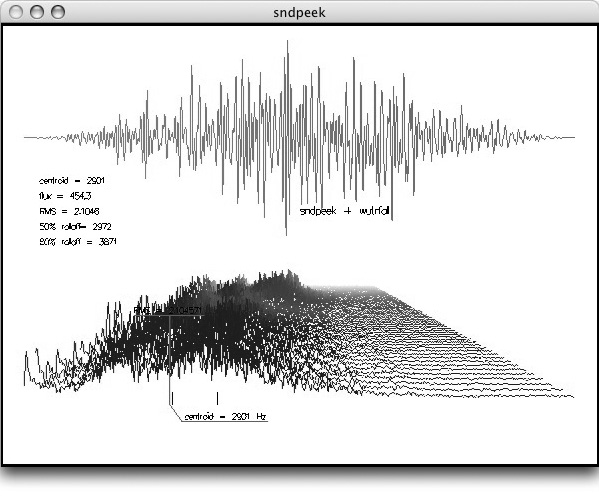 sndpeek
centroid = 2901
flux = 454.3
RMS = 2.1046
50% rolloff= 2972
80% rolloff = 3871
sndpeek + wutrfall
centroid = 2901 Hz